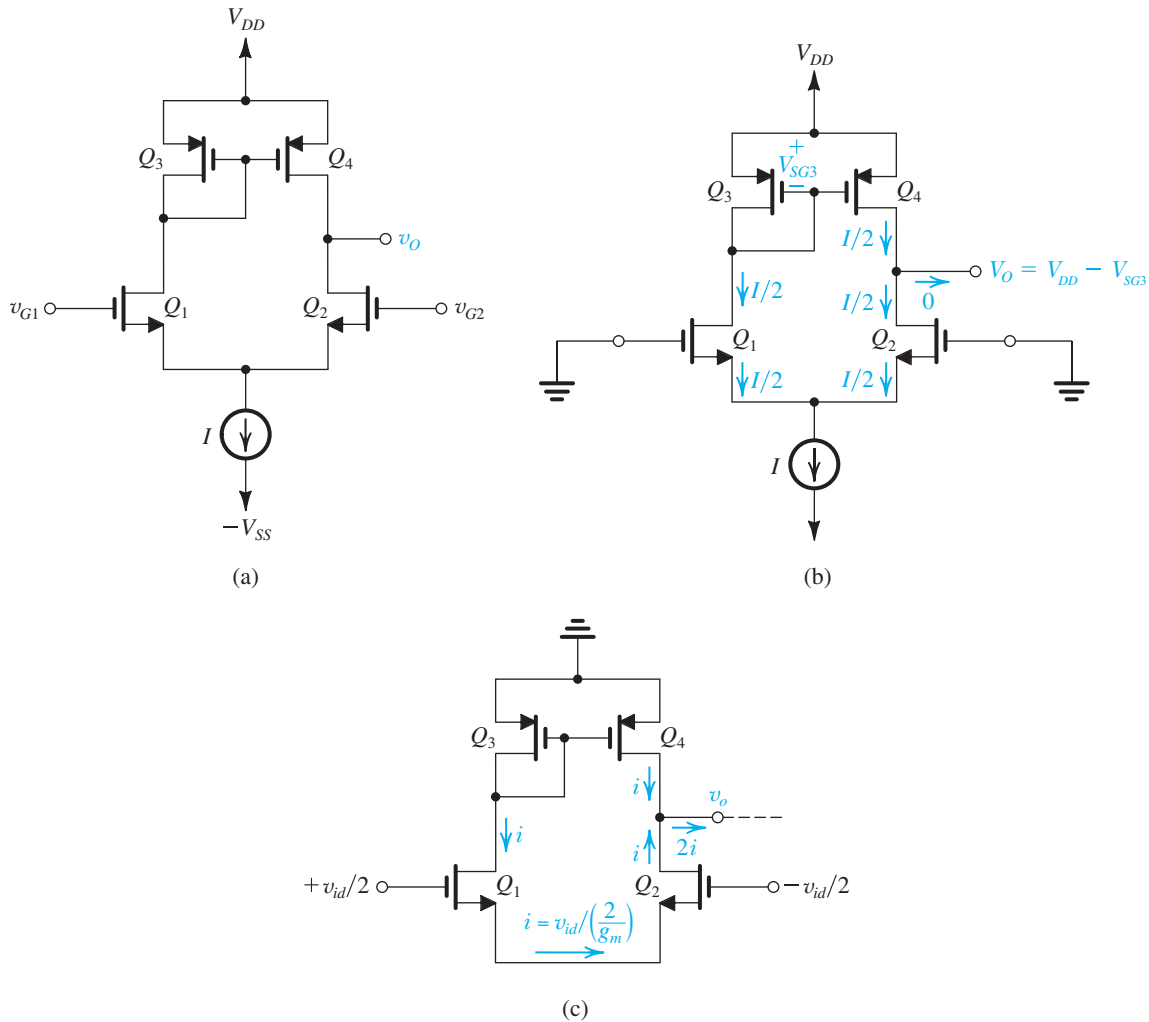 V_DD
Q_3
Q_4
v_O
v_G1
Q_1
Q_2
v_G2
I
−V_SS
(a)
V_DD
+
V_SG3
−
Q_3
Q_4
I/2
V_O = V_DD − V_SG3
0
I/2
I/2
Q_1
Q_2
I/2
I/2
I
(b)
Q_3
Q_4
i
v_o
i
i
2i
+v_id/2
Q_1
Q_2
−v_id/2
i = v_id/(2/g_m)
(c)